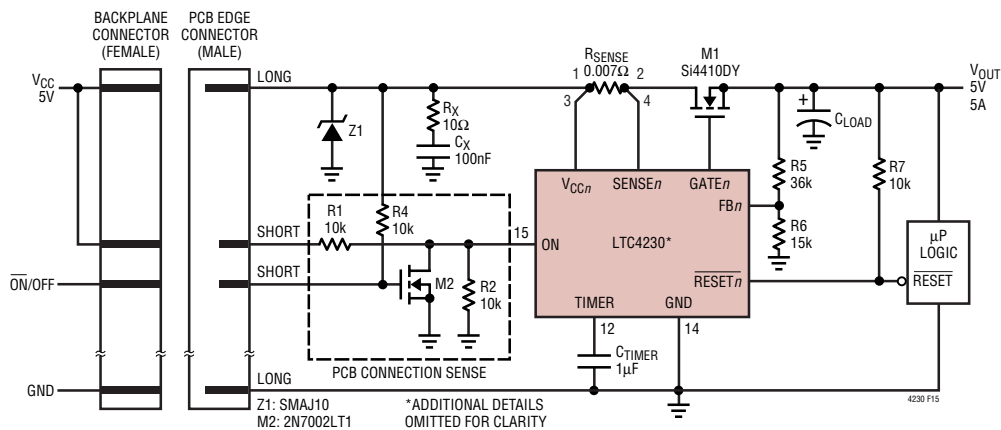 BACKPLANE
CONNECTOR
(FEMALE)
PCB EDGE
CONNECTOR
(MALE)
VCC
5V
LONG
Z1
RX
10Ω
CX
100nF
RSENSE
0.007Ω
1
2
3
4
M1
Si4410DY
VOUT
5V
5A
CLOAD
+
R5
36k
R7
10k
R6
15k
VCCn
SENSEn
GATEn
FBn
LTC4230*
ON
15
RESETn
TIMER
GND
12
14
µP
LOGIC
RESET
SHORT
R1
10k
R4
10k
SHORT
ON/OFF
M2
R2
10k
PCB CONNECTION SENSE
CTIMER
1µF
GND
LONG
Z1: SMAJ10
M2: 2N7002LT1
*ADDITIONAL DETAILS
OMITTED FOR CLARITY
4230 F15